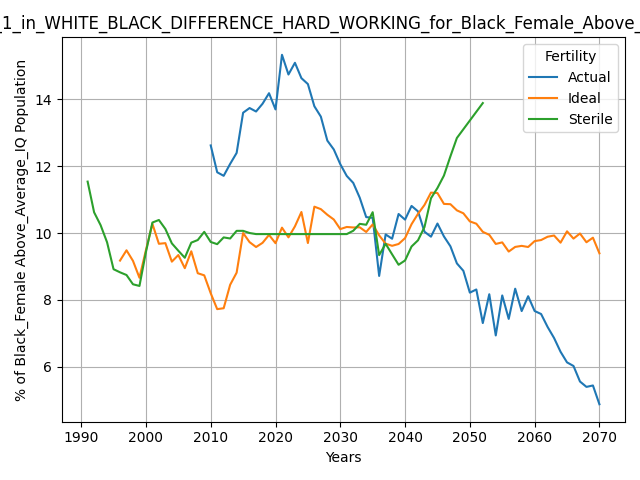 _1_in_WHITE_BLACK_DIFFERENCE_HARD_WORKING_for_Black_Female_Above_
% of Black_Female Above_Average_IQ Population
Fertility
Actual
Ideal
Sterile
14
12
10
8
6
1990 2000 2010 2020 2030 2040 2050 2060 2070
Years